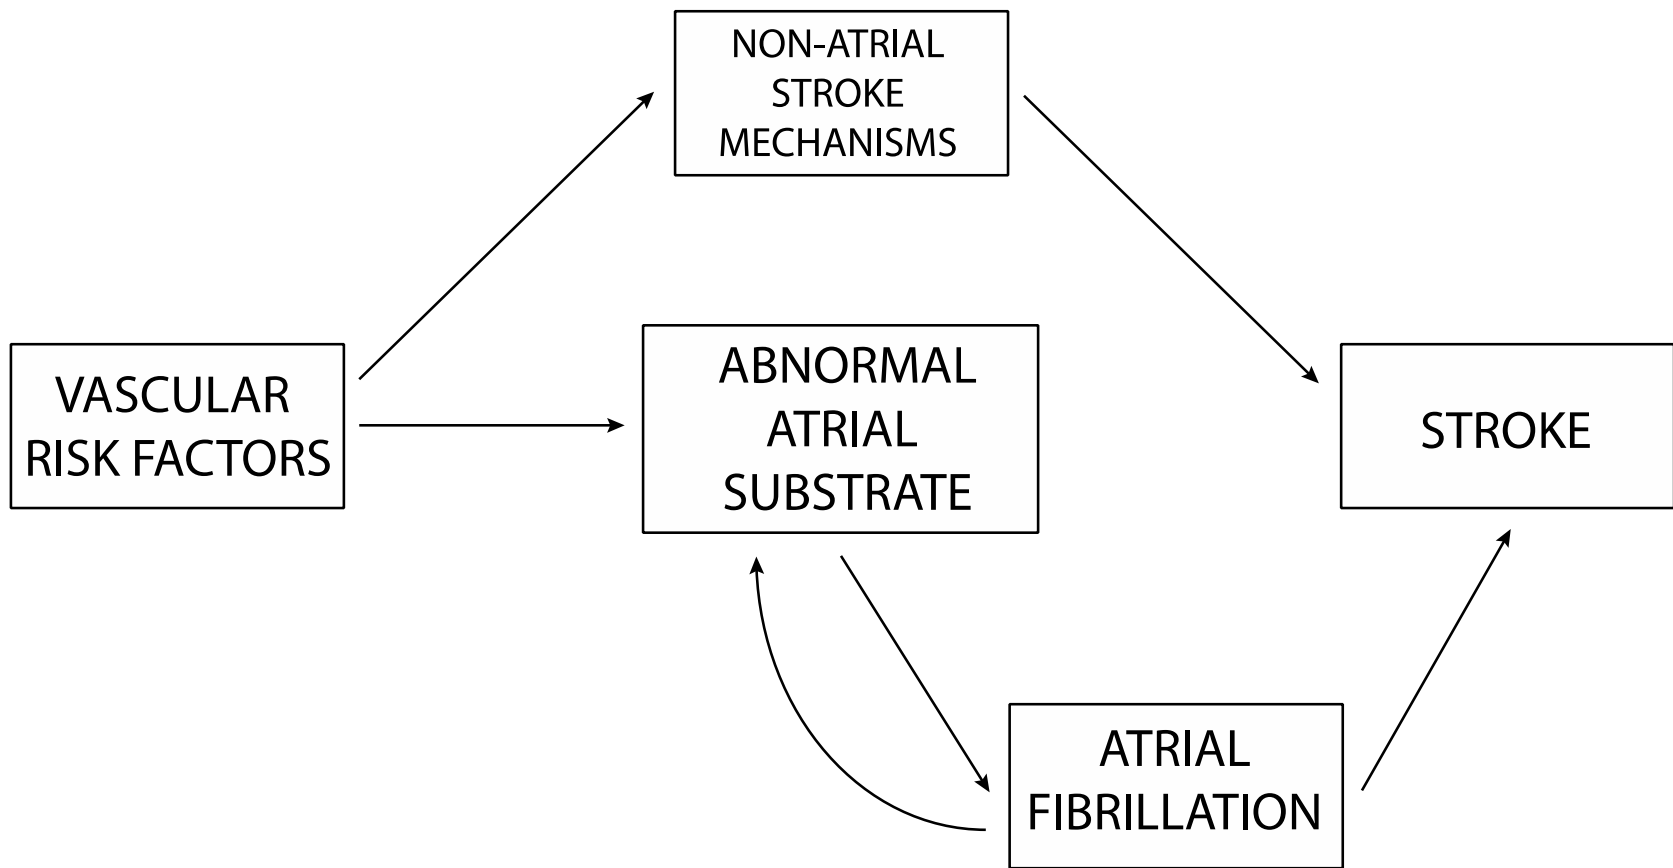 NON-ATRIAL
STROKE
MECHANISMS
VASCULAR
RISK FACTORS
ABNORMAL
ATRIAL
SUBSTRATE
STROKE
ATRIAL
FIBRILLATION